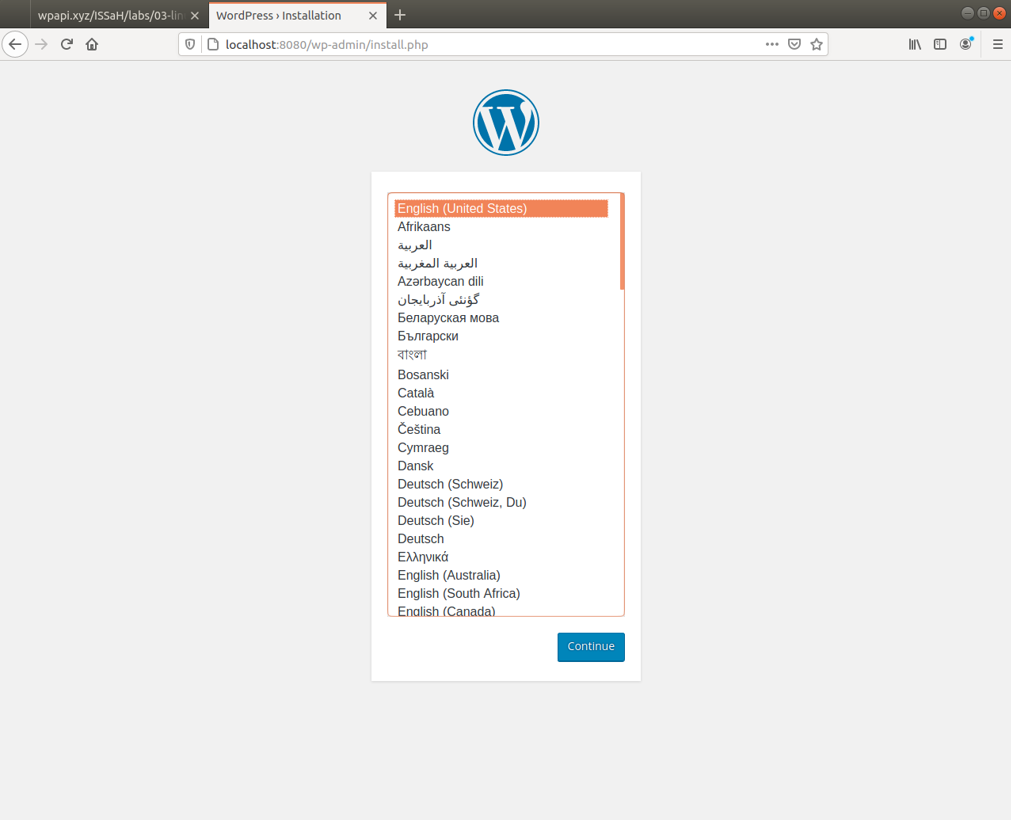 wpapi.xyz/ISSaH/labs/03-lin
WordPress › Installation
localhost:8080/wp-admin/install.php
English (United States)
Afrikaans
العربية
العربية المغربية
Azərbaycan dili
گؤنئی آذربایجان
Беларуская мова
Български
বাংলা
Bosanski
Català
Cebuano
Čeština
Cymraeg
Dansk
Deutsch (Schweiz)
Deutsch (Schweiz, Du)
Deutsch (Sie)
Deutsch
Ελληνικά
English (Australia)
English (South Africa)
English (Canada)
Continue